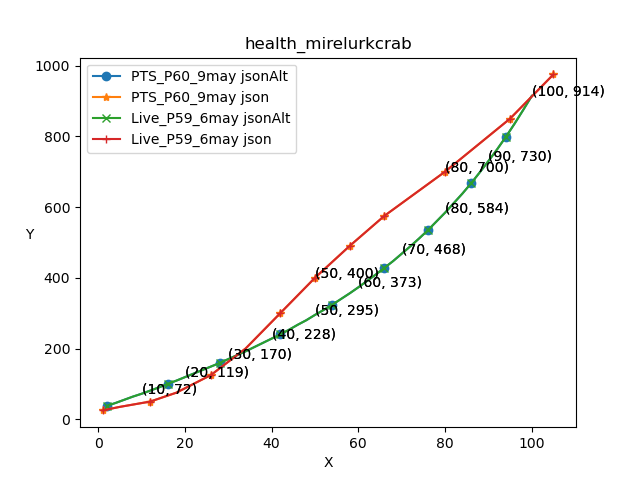 health_mirelurkcrab
PTS_P60_9may jsonAlt
PTS_P60_9may json
Live_P59_6may jsonAlt
Live_P59_6may json
1000
800
600
400
200
0
Y
(100, 914)
(90, 730)
(80, 700)
(80, 584)
(70, 468)
(50, 400)
(60, 373)
(50, 295)
(40, 228)
(30, 170)
(20, 119)
(10, 72)
0 20 40 60 80 100
X